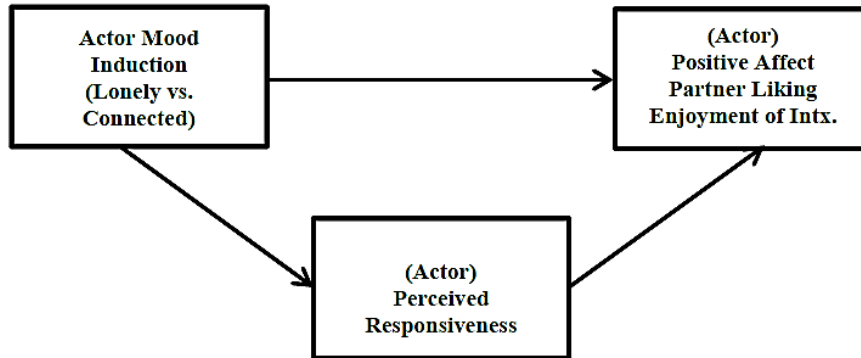 Actor Mood
Induction
(Lonely vs.
Connected)
(Actor)
Positive Affect
Partner Liking
Enjoyment of Intx.
(Actor)
Perceived
Responsiveness